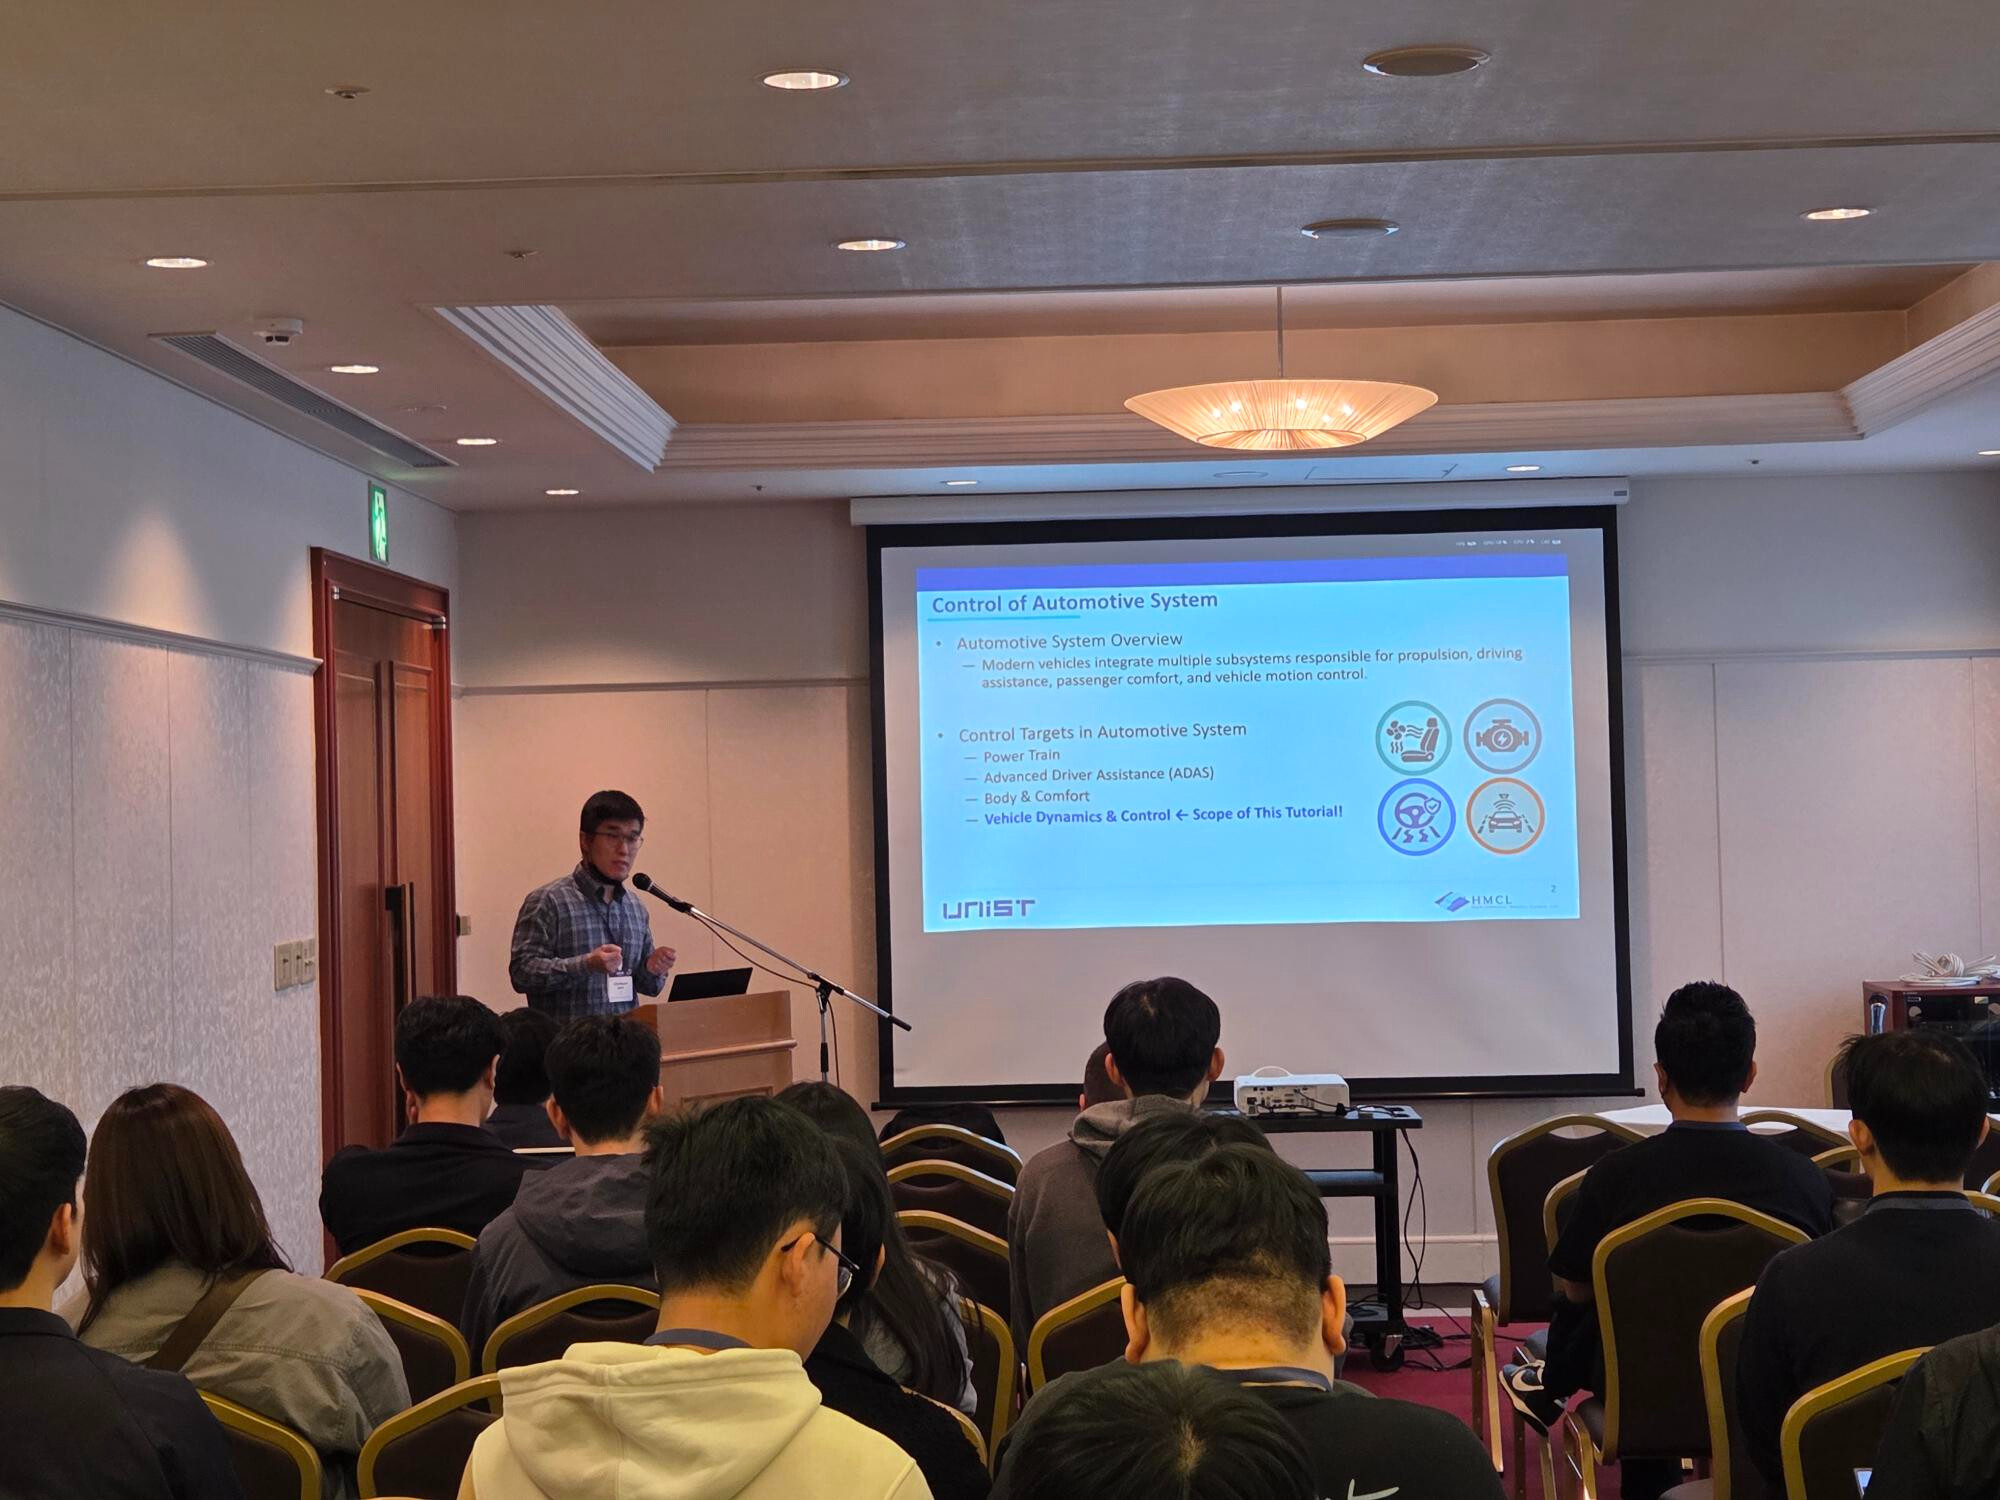 Control of Automotive System
• Automotive System Overview
— Modern vehicles integrate multiple subsystems responsible for propulsion, driving
assistance, passenger comfort, and vehicle motion control.
• Control Targets in Automotive System
— Power Train
— Advanced Driver Assistance (ADAS)
— Body & Comfort
— Vehicle Dynamics & Control ← Scope of This Tutorial!
UNIST
HMCL
2